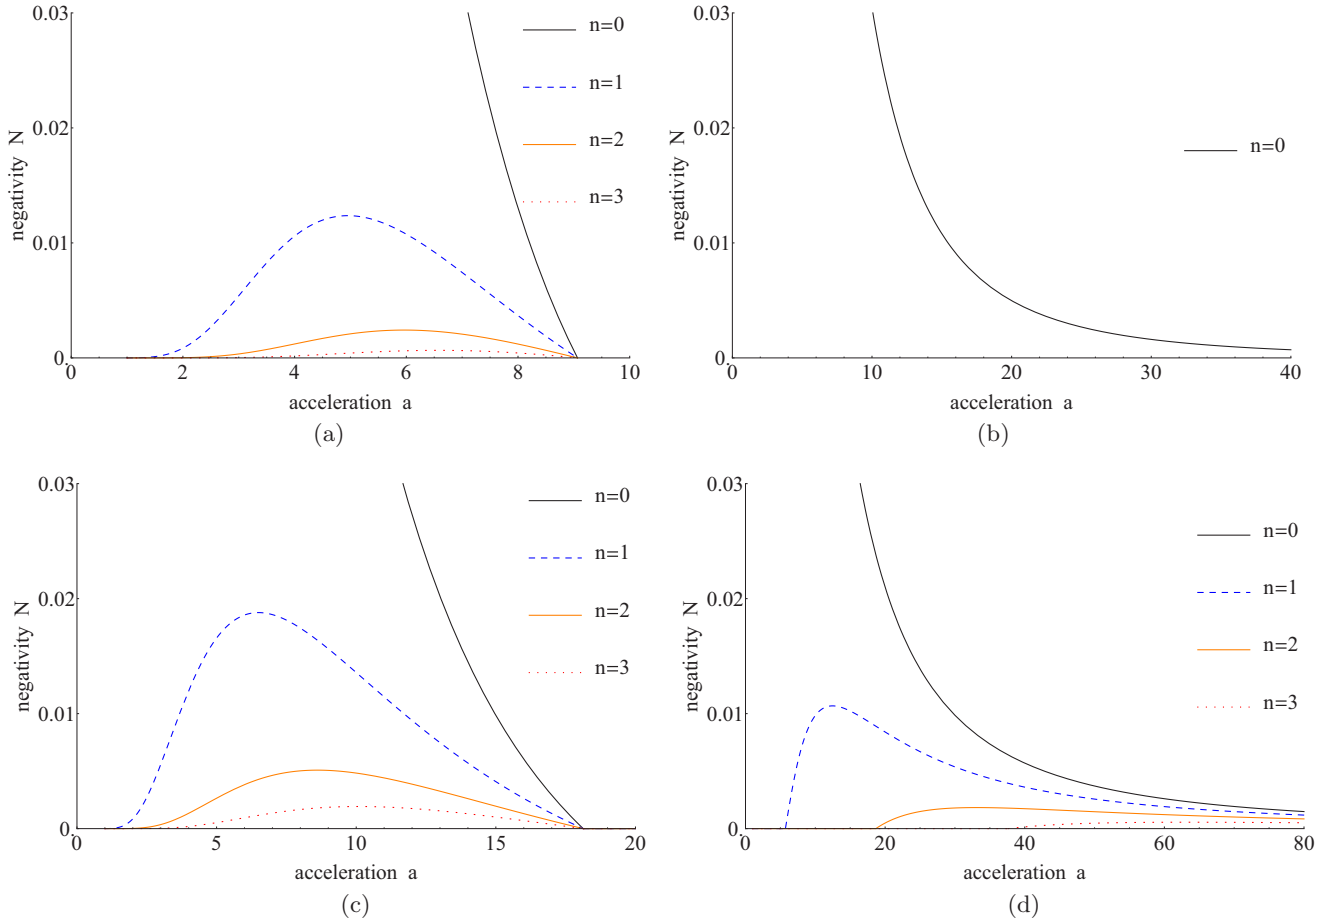 0.03
0.02
0.01
0.
negativity N
0
2
4
6
8
10
acceleration a
n=0
n=1
n=2
n=3
(a)
0.03
0.02
0.01
0.
negativity N
0
10
20
30
40
acceleration a
n=0
(b)
0.03
0.02
0.01
0.
negativity N
0
5
10
15
20
acceleration a
n=0
n=1
n=2
n=3
(c)
0.03
0.02
0.01
0.
negativity N
0
20
40
60
80
acceleration a
n=0
n=1
n=2
n=3
(d)